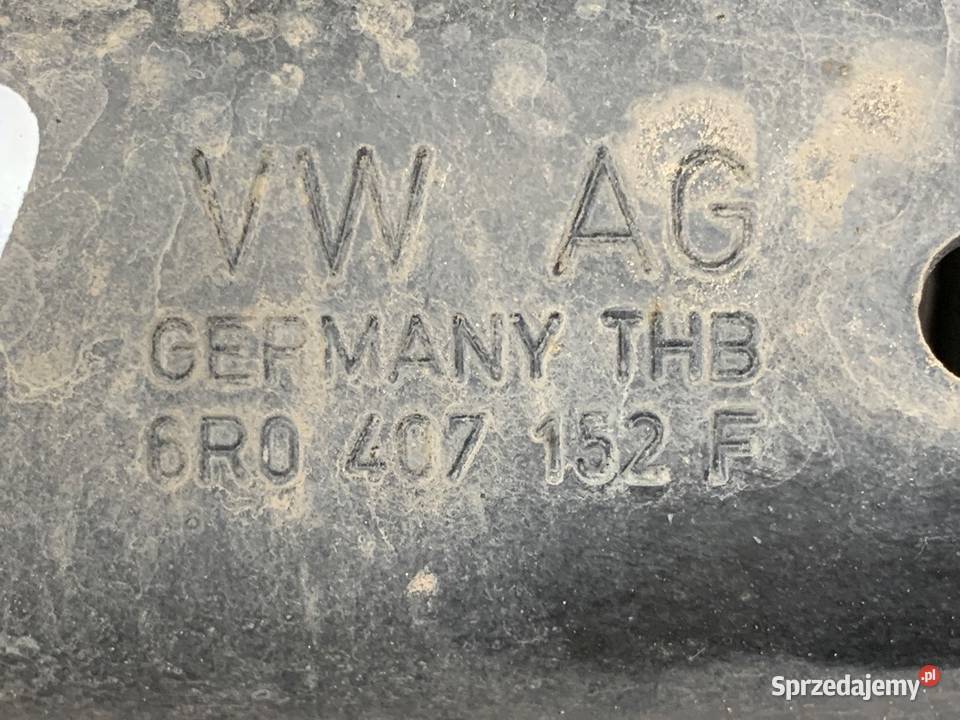 VW AG
GERMANY THB
6R0 407 152 F
Sprzedajemy.pl